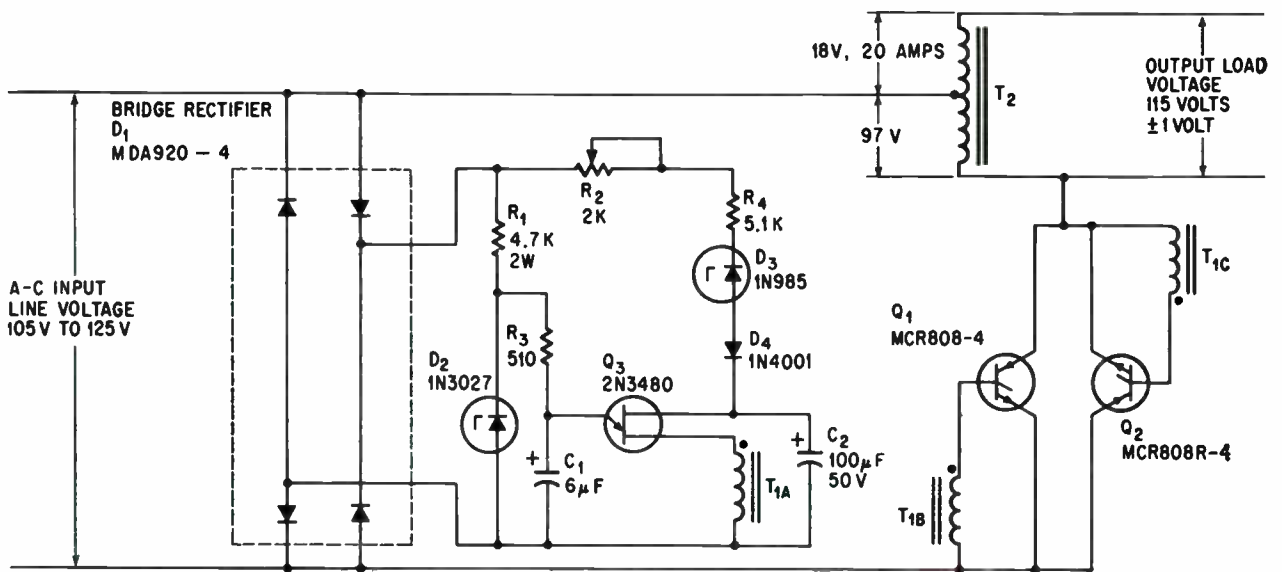 18V, 20 AMPS
T2
OUTPUT LOAD
VOLTAGE
115 VOLTS
±1 VOLT
97 V
BRIDGE RECTIFIER
D1
MDA920 – 4
R2
2K
R1
4.7K
2W
R4
5.1K
D3
1N985
A-C INPUT
LINE VOLTAGE
105V TO 125V
R3
510
D4
1N4001
D2
1N3027
Q3
2N3480
C1
6μF
+
T1A
+
C2
100μF
50V
T1C
Q1
MCR808-4
Q2
MCR808R-4
T1B